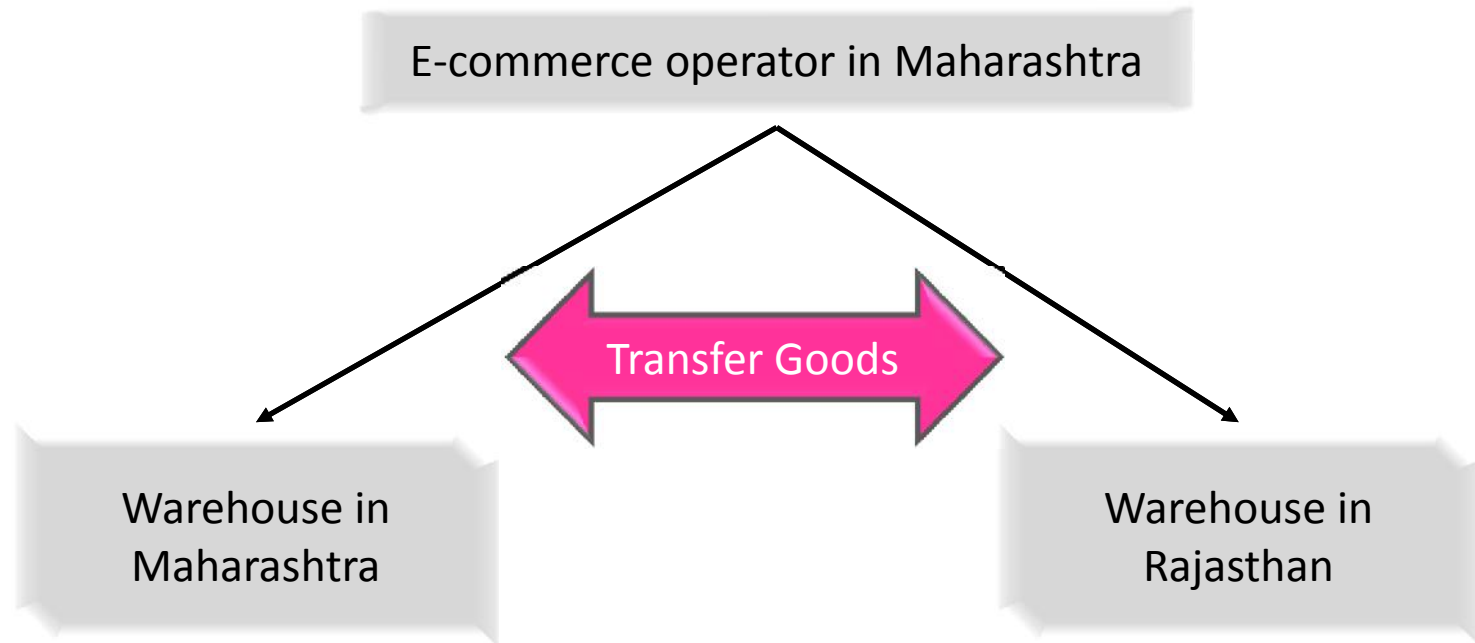 E-commerce operator in Maharashtra
Transfer Goods
Warehouse in
Maharashtra
Warehouse in
Rajasthan